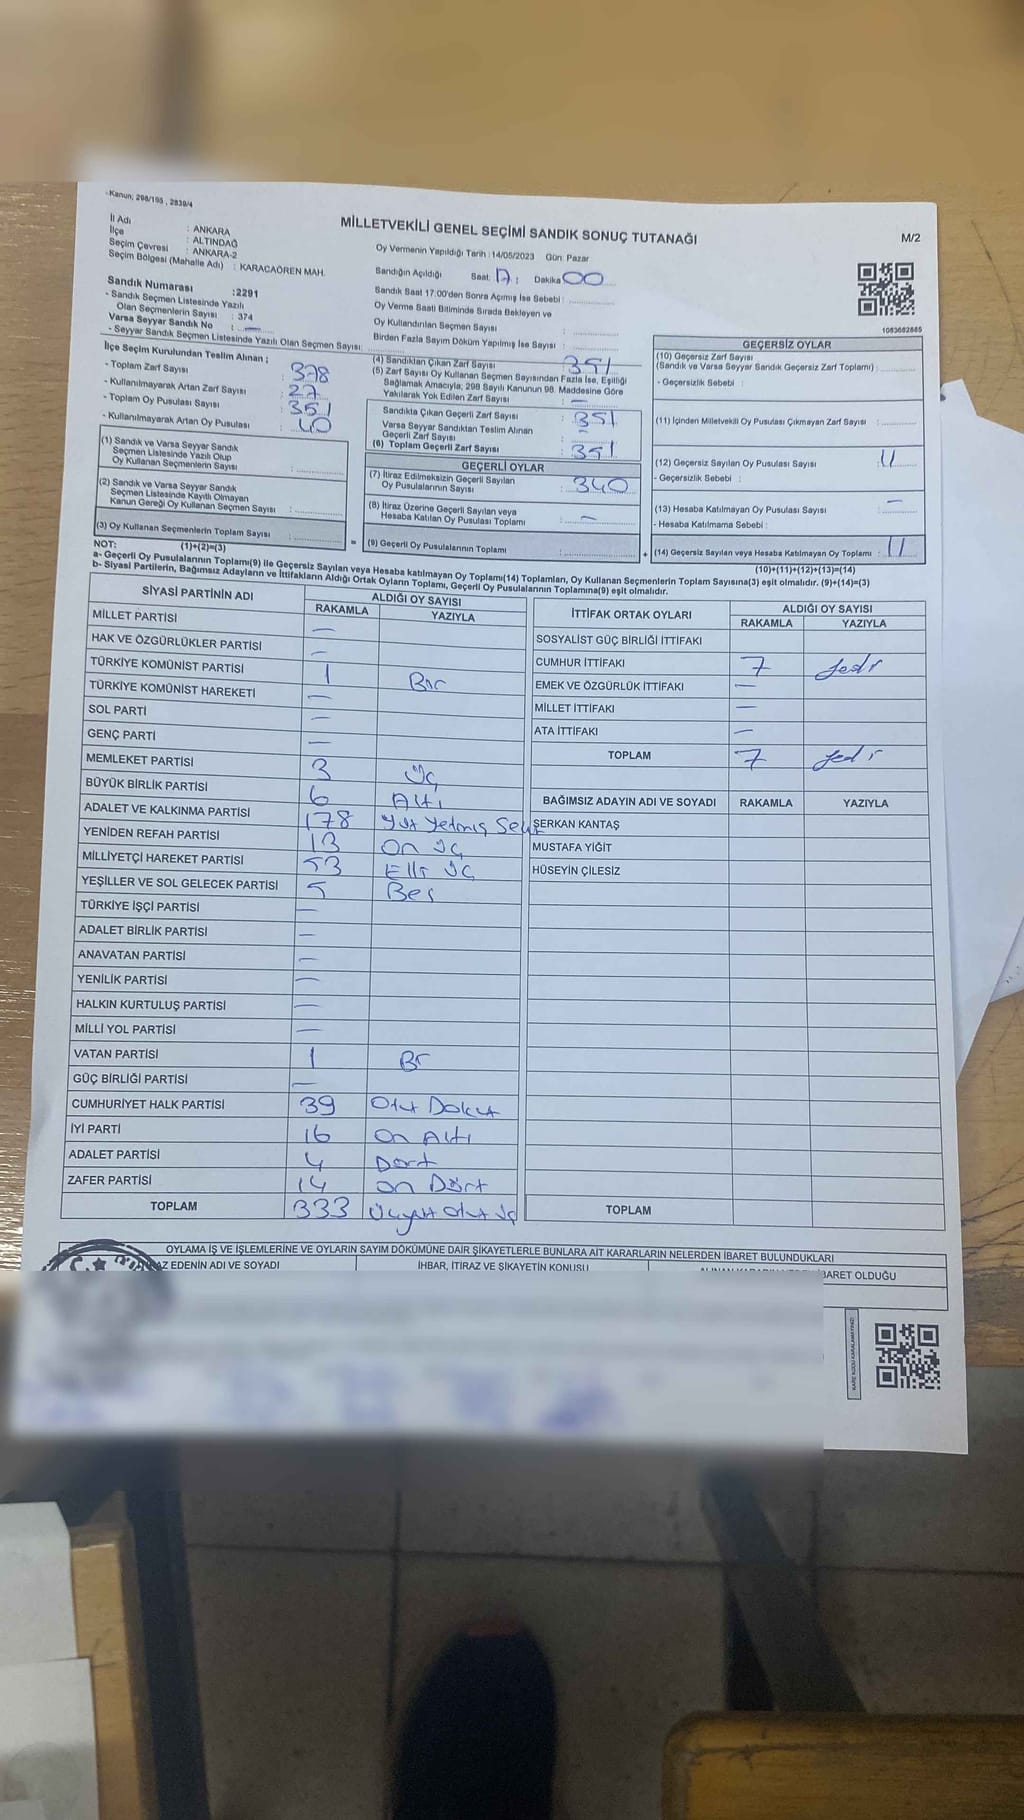 - Kanun; 298/195 , 2839/4
MİLLETVEKİLİ GENEL SEÇİMİ SANDIK SONUÇ TUTANAĞI
M/2
İl Adı : ANKARA
İlçe : ALTINDAĞ
Seçim Çevresi : ANKARA-2
Seçim Bölgesi (Mahalle Adı) : KARACAÖREN MAH.
Oy Vermenin Yapıldığı Tarih :14/05/2023 Gün: Pazar
Sandığın Açıldığı Saat: 17 : Dakika 00
Sandık Saat 17:00'den Sonra Açımış İse Sebebi :
Oy Verme Saati Bitiminde Sırada Bekleyen ve
Oy Kullandırılan Seçmen Sayısı :
Birden Fazla Sayım Döküm Yapılmış İse Sayısı :
1063682665
Sandık Numarası :2291
- Sandık Seçmen Listesinde Yazılı
Olan Seçmenlerin Sayısı : 374
Varsa Seyyar Sandık No : —
- Seyyar Sandık Seçmen Listesinde Yazılı Olan Seçmen Sayısı:
İlçe Seçim Kurulundan Teslim Alınan ;
- Toplam Zarf Sayısı : 378
- Kullanılmayarak Artan Zarf Sayısı : 27
- Toplam Oy Pusulası Sayısı : 351
- Kullanılmayarak Artan Oy Pusulası : 40
(1) Sandık ve Varsa Seyyar Sandık
Seçmen Listesinde Yazılı Olup
Oy Kullanan Seçmenlerin Sayısı :
(2) Sandık ve Varsa Seyyar Sandık
Seçmen Listesinde Kayıtlı Olmayan
Kanun Gereği Oy Kullanan Seçmen Sayısı :
(3) Oy Kullanan Seçmenlerin Toplam Sayısı :
(1)+(2)=(3)
(4) Sandıktan Çıkan Zarf Sayısı : 351
(5) Zarf Sayısı Oy Kullanan Seçmen Sayısından Fazla İse, Eşitliği
Sağlamak Amacıyla; 298 Sayılı Kanunun 98. Maddesine Göre
Yakılarak Yok Edilen Zarf Sayısı : —
Sandıkta Çıkan Geçerli Zarf Sayısı : 351
Varsa Seyyar Sandıktan Teslim Alınan
Geçerli Zarf Sayısı :
(6) Toplam Geçerli Zarf Sayısı : 351
GEÇERLİ OYLAR
(7) İtiraz Edilmeksizin Geçerli Sayılan
Oy Pusulalarının Sayısı : 340
(8) İtiraz Üzerine Geçerli Sayılan veya
Hesaba Katılan Oy Pusulası Toplamı : —
= (9) Geçerli Oy Pusulalarının Toplamı :
GEÇERSİZ OYLAR
(10) Geçersiz Zarf Sayısı
(Sandık ve Varsa Seyyar Sandık Geçersiz Zarf Toplamı) :
- Geçersizlik Sebebi :
(11) İçinden Milletvekili Oy Pusulası Çıkmayan Zarf Sayısı :
(12) Geçersiz Sayılan Oy Pusulası Sayısı : 11
- Geçersizlik Sebebi :
(13) Hesaba Katılmayan Oy Pusulası Sayısı : —
- Hesaba Katılmama Sebebi :
+ (14) Geçersiz Sayılan veya Hesaba Katılmayan Oy Toplamı : 11
(10)+(11)+(12)+(13)=(14)
NOT:
a- Geçerli Oy Pusulalarının Toplamı(9) ile Geçersiz Sayılan veya Hesaba katılmayan Oy Toplamı(14) Toplamları, Oy Kullanan Seçmenlerin Toplam Sayısına(3) eşit olmalıdır. (9)+(14)=(3)
b- Siyasi Partilerin, Bağımsız Adayların ve İttifakların Aldığı Ortak Oyların Toplamı, Geçerli Oy Pusulalarının Toplamına(9) eşit olmalıdır.
SİYASİ PARTİNİN ADI ALDIĞI OY SAYISI
RAKAMLA YAZIYLA
MİLLET PARTİSİ —
HAK VE ÖZGÜRLÜKLER PARTİSİ —
TÜRKİYE KOMÜNİST PARTİSİ 1 Bir
TÜRKİYE KOMÜNİST HAREKETİ —
SOL PARTİ —
GENÇ PARTİ —
MEMLEKET PARTİSİ 3 Üç
BÜYÜK BİRLİK PARTİSİ 6 Altı
ADALET VE KALKINMA PARTİSİ 178 Yüz Yetmiş Sekiz
YENİDEN REFAH PARTİSİ 13 On Üç
MİLLİYETÇİ HAREKET PARTİSİ 53 Elli Üç
YEŞİLLER VE SOL GELECEK PARTİSİ 5 Beş
TÜRKİYE İŞÇİ PARTİSİ —
ADALET BİRLİK PARTİSİ —
ANAVATAN PARTİSİ —
YENİLİK PARTİSİ —
HALKIN KURTULUŞ PARTİSİ —
MİLLİ YOL PARTİSİ —
VATAN PARTİSİ 1 Bir
GÜÇ BİRLİĞİ PARTİSİ —
CUMHURİYET HALK PARTİSİ 39 Otuz Dokuz
İYİ PARTİ 16 On Altı
ADALET PARTİSİ 4 Dört
ZAFER PARTİSİ 14 On Dört
TOPLAM 333 Üçyüz Otuz Üç
İTTİFAK ORTAK OYLARI ALDIĞI OY SAYISI
RAKAMLA YAZIYLA
SOSYALİST GÜÇ BİRLİĞİ İTTİFAKI
CUMHUR İTTİFAKI 7 Yedi
EMEK VE ÖZGÜRLÜK İTTİFAKI —
MİLLET İTTİFAKI —
ATA İTTİFAKI —
TOPLAM 7 Yedi
BAĞIMSIZ ADAYIN ADI VE SOYADI RAKAMLA YAZIYLA
SERKAN KANTAŞ
MUSTAFA YİĞİT
HÜSEYİN ÇİLESİZ
TOPLAM
OYLAMA İŞ VE İŞLEMLERİNE VE OYLARIN SAYIM DÖKÜMÜNE DAİR ŞİKAYETLERLE BUNLARA AİT KARARLARIN NELERDEN İBARET BULUNDUKLARI
EDENİN ADI VE SOYADI İHBAR, İTİRAZ VE ŞİKAYETİN KONUSU İBARET OLDUĞU
KARE KODU KARALAMAYINIZ!